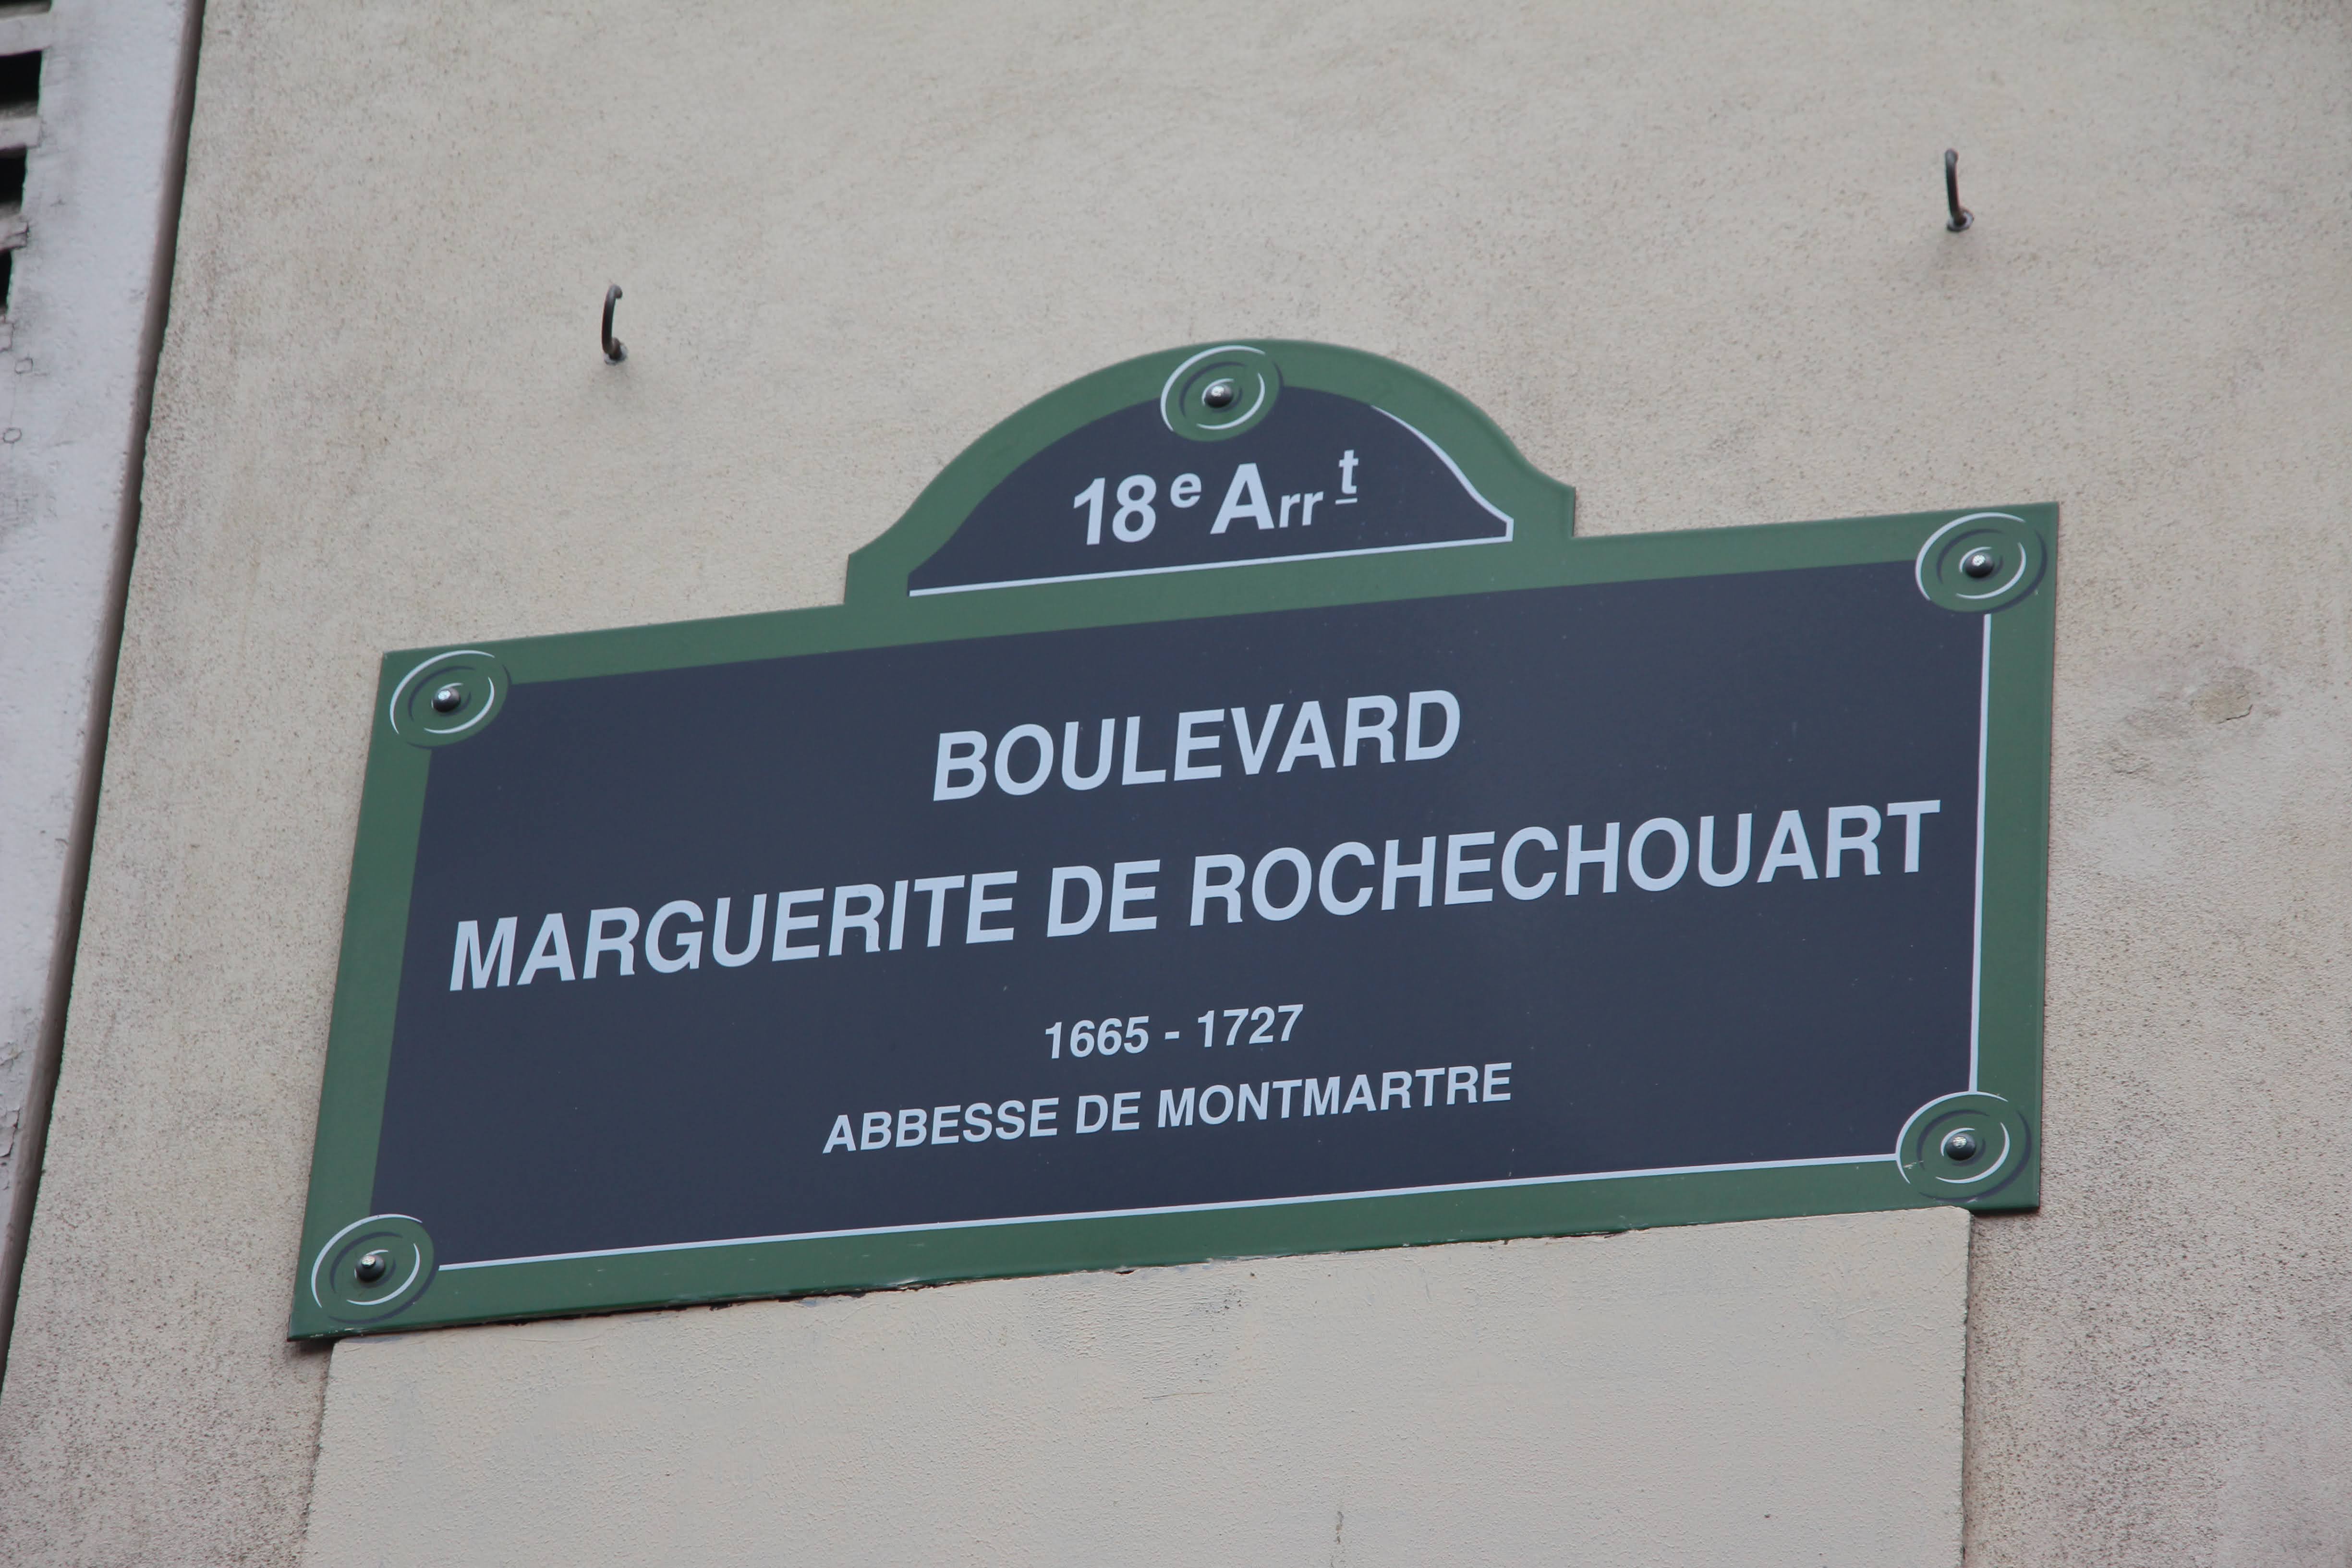 18e Arrt
BOULEVARD
MARGUERITE DE ROCHECHOUART
1665 - 1727
ABBESSE DE MONTMARTRE